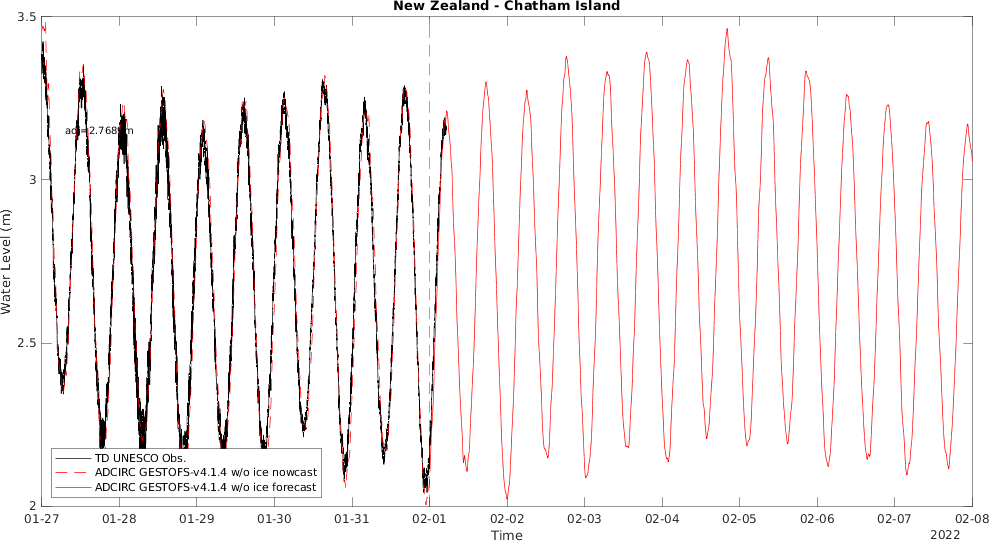 New Zealand - Chatham Island
3.5
3
2.5
2
Water Level (m)
TD UNESCO Obs.
ADCIRC GESTOFS-v4.1.4 w/o ice nowcast
ADCIRC GESTOFS-v4.1.4 w/o ice forecast
01-27 01-28 01-29 01-30 01-31 02-01 02-02 02-03 02-04 02-05 02-06 02-07 02-08
Time
2022